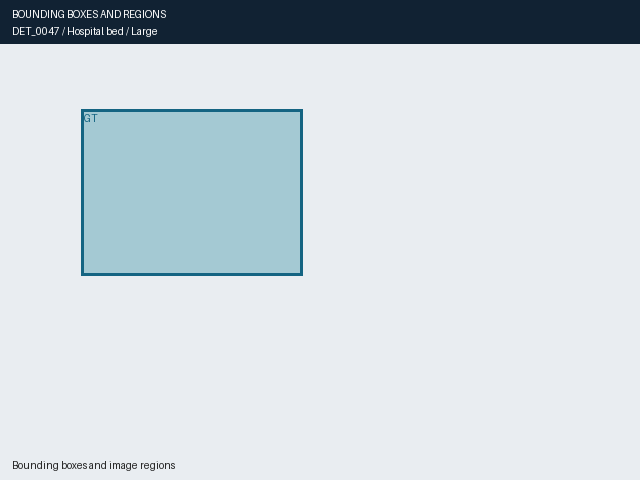 BOUNDING BOXES AND REGIONS
DET_0047 / Hospital bed / Large
GT
Bounding boxes and image regions